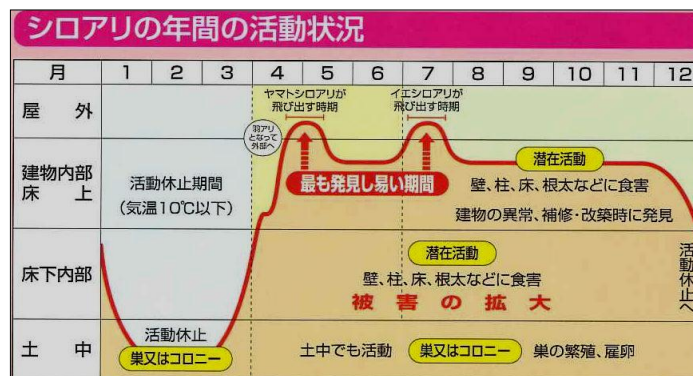 シロアリの年間の活動状況
月 1 2 3 4 5 6 7 8 9 10 11 12
ヤマトシロアリが
飛び出す時期
イエシロアリが
飛び出す時期
屋 外
羽アリ
となって
外部へ
建物内部
床 上
活動休止期間
(気温10℃以下)
最も発見し易い期間
潜在活動
壁、柱、床、根太などに食害
建物の異常、補修・改築時に発見
床下内部
潜在活動
壁、柱、床、根太などに食害
被害の拡大
活動休止へ
土 中
活動休止
巣又はコロニー
土中でも活動
巣又はコロニー
巣の繁殖、雇卵